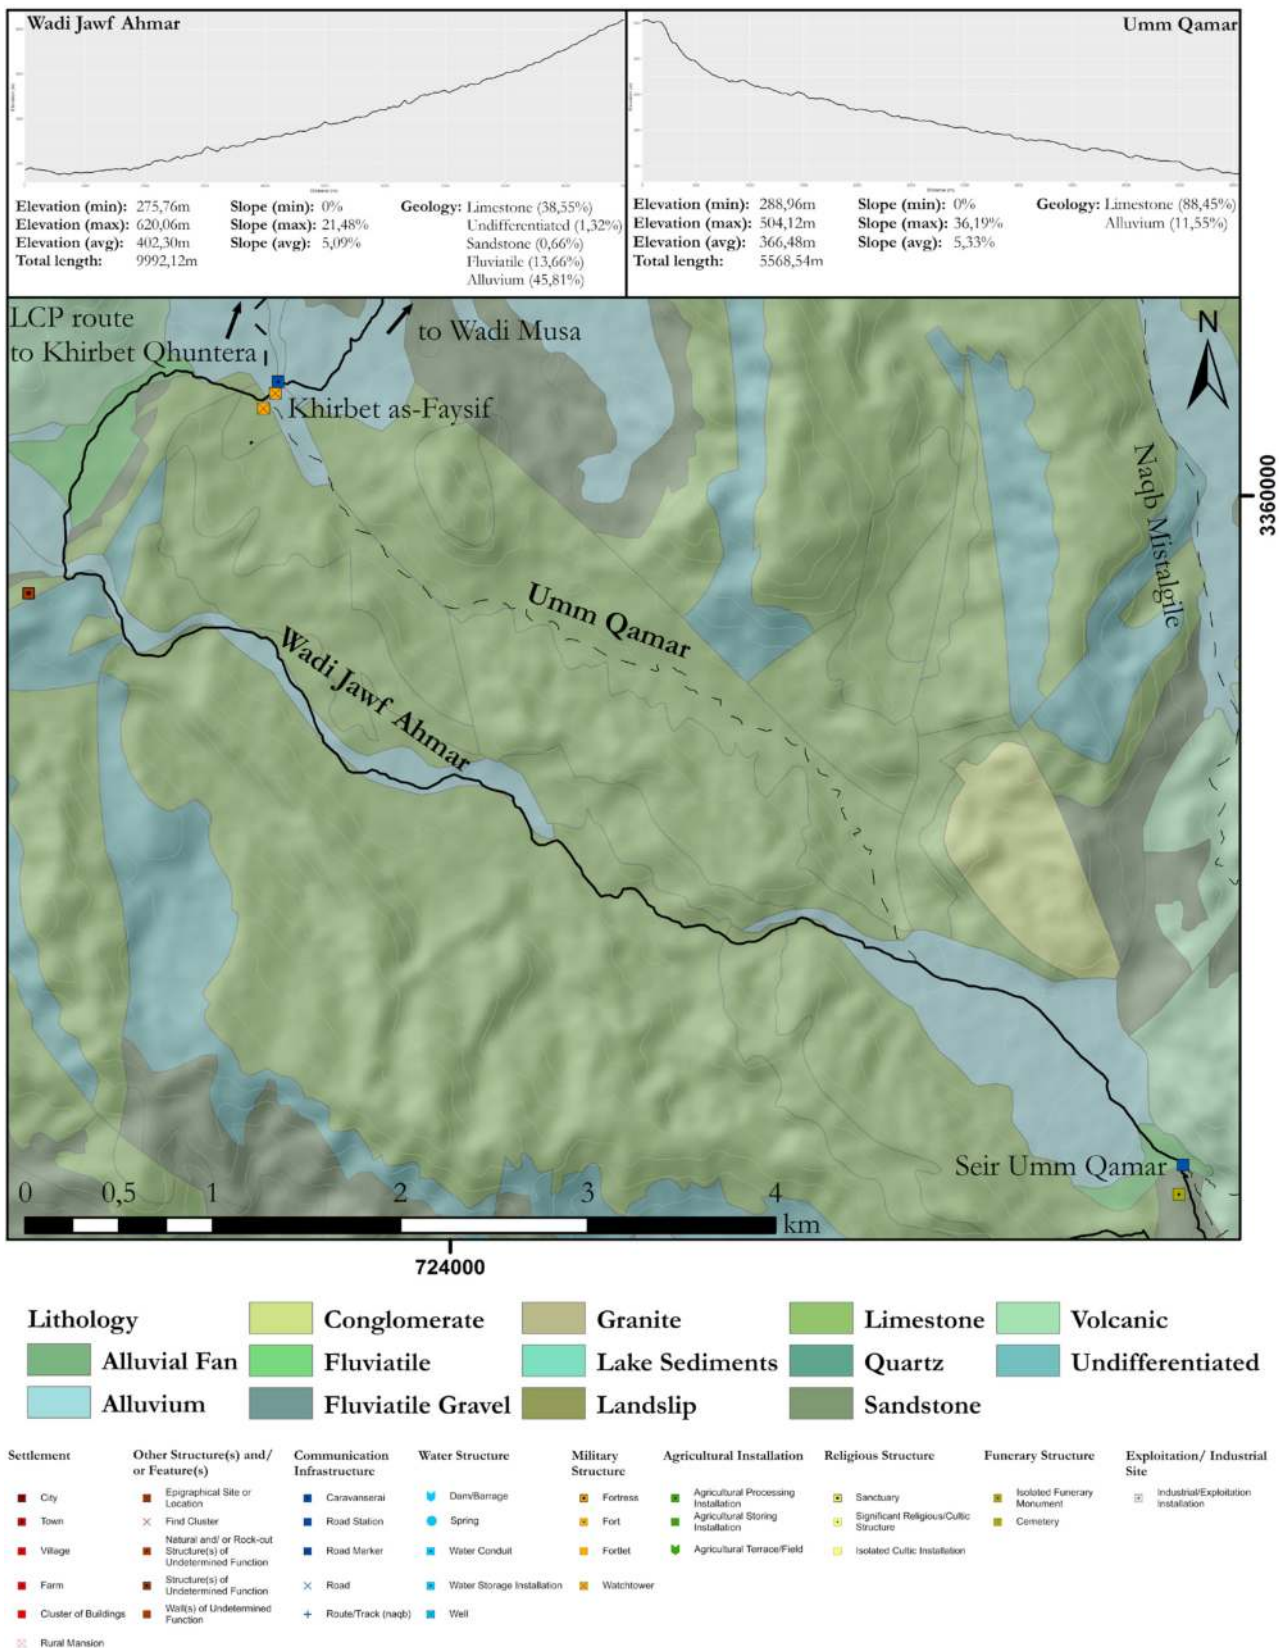 Wadi Jawf Ahmar
Elevation (min): 275,76m
Elevation (max): 620,06m
Elevation (avg): 402,30m
Total length: 9992,12m
Slope (min): 0%
Slope (max): 21,48%
Slope (avg): 5,09%
Geology: Limestone (38,55%)
Undifferentiated (1,32%)
Sandstone (0,66%)
Fluviatile (13,66%)
Alluvium (45,81%)
Umm Qamar
Elevation (min): 288,96m
Elevation (max): 504,12m
Elevation (avg): 366,48m
Total length: 5568,54m
Slope (min): 0%
Slope (max): 36,19%
Slope (avg): 5,33%
Geology: Limestone (88,45%)
Alluvium (11,55%)
LCP route
to Khirbet Qhuntera
to Wadi Musa
N
Khirbet as-Faysif
3360000
Naqb Mistalgile
Umm Qamar
Wadi Jawf Ahmar
Seir Umm Qamar
0 0,5 1 2 3 4
km
724000
Lithology
Alluvial Fan
Alluvium
Conglomerate
Fluviatile
Fluviatile Gravel
Granite
Lake Sediments
Landslip
Limestone
Quartz
Sandstone
Volcanic
Undifferentiated
Settlement
City
Town
Village
Farm
Cluster of Buildings
Rural Mansion
Other Structure(s) and/
or Feature(s)
Epigraphical Site or
Location
Find Cluster
Natural and/ or Rock-cut
Structure(s) of
Undetermined Function
Structure(s) of
Undetermined Function
Wall(s) of Undetermined
Function
Communication
Infrastructure
Caravanserai
Road Station
Road Marker
Road
Route/Track (naqb)
Water Structure
Dam/Barrage
Spring
Water Conduit
Water Storage Installation
Well
Military
Structure
Fortress
Fort
Fortlet
Watchtower
Agricultural Installation
Agricultural Processing
Installation
Agricultural Storing
Installation
Agricultural Terrace/Field
Religious Structure
Sanctuary
Significant Religious/Cultic
Structure
Isolated Cultic Installation
Funerary Structure
Isolated Funerary
Monument
Cemetery
Exploitation/ Industrial
Site
Industrial/Exploitation
Installation